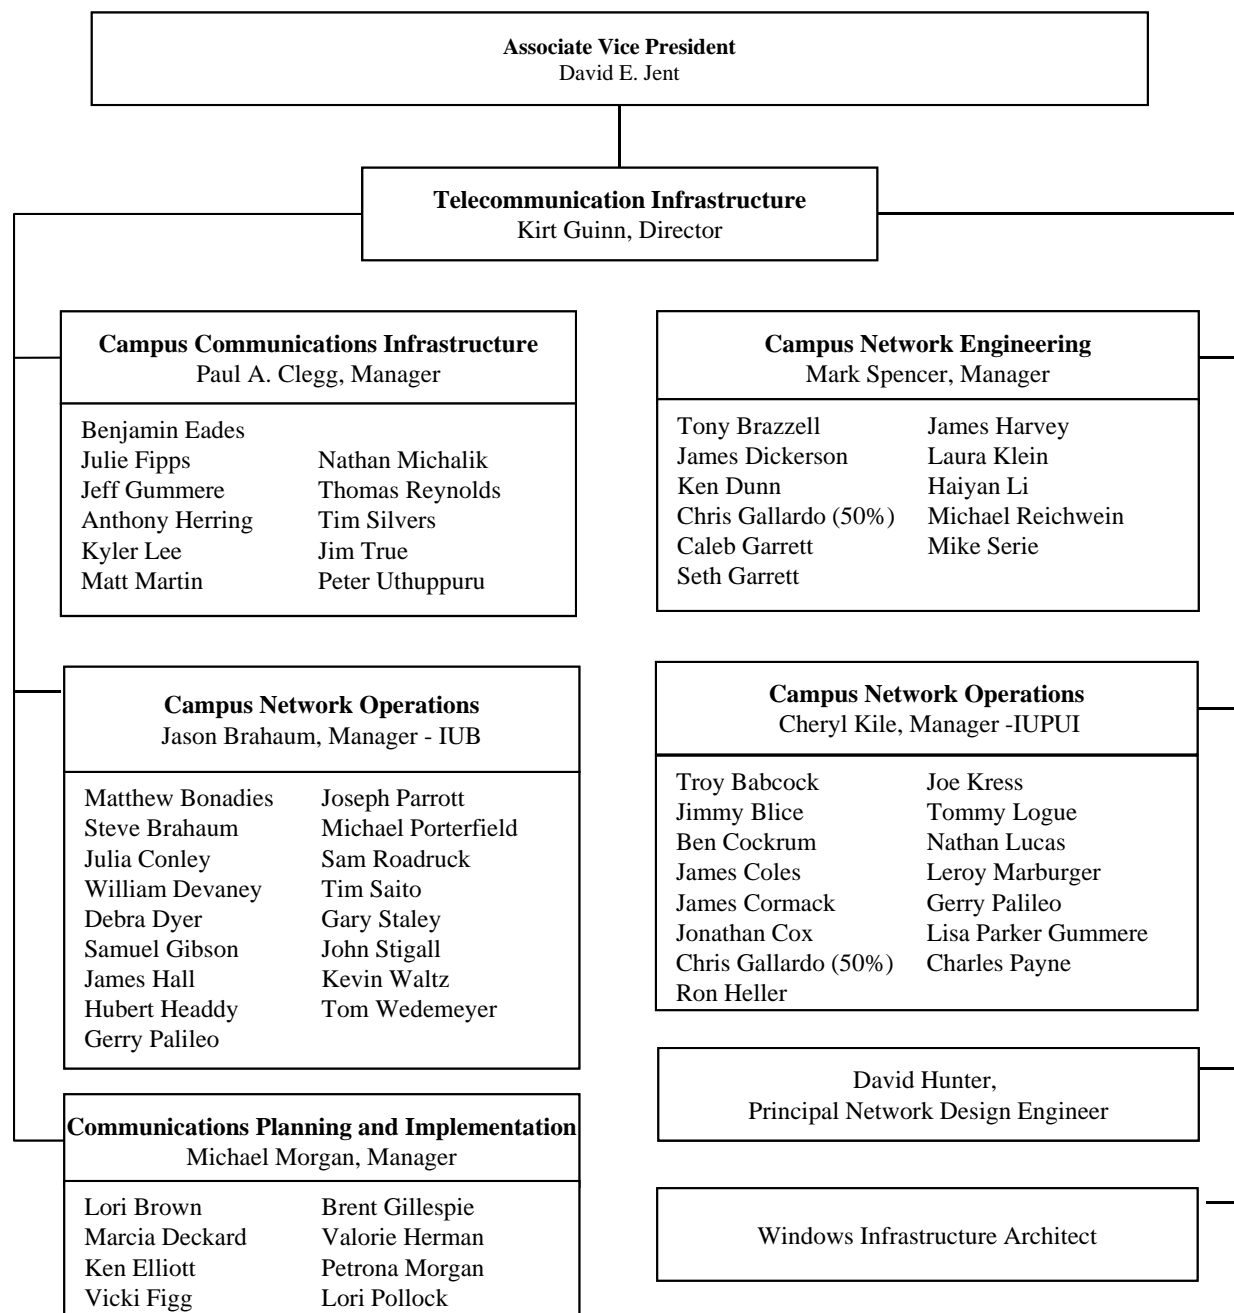 Associate Vice President
David E. Jent
Telecommunication Infrastructure
Kirt Guinn, Director
Campus Communications Infrastructure
Paul A. Clegg, Manager
Benjamin Eades
Julie Fipps
Jeff Gummere
Anthony Herring
Kyler Lee
Matt Martin
Nathan Michalik
Thomas Reynolds
Tim Silvers
Jim True
Peter Uthuppuru
Campus Network Engineering
Mark Spencer, Manager
Tony Brazzell
James Dickerson
Ken Dunn
Chris Gallardo (50%)
Caleb Garrett
Seth Garrett
James Harvey
Laura Klein
Haiyan Li
Michael Reichwein
Mike Serie
Campus Network Operations
Jason Brahaum, Manager - IUB
Matthew Bonadies
Steve Brahaum
Julia Conley
William Devaney
Debra Dyer
Samuel Gibson
James Hall
Hubert Headdy
Gerry Palileo
Joseph Parrott
Michael Porterfield
Sam Roadruck
Tim Saito
Gary Staley
John Stigall
Kevin Waltz
Tom Wedemeyer
Campus Network Operations
Cheryl Kile, Manager -IUPUI
Troy Babcock
Jimmy Blice
Ben Cockrum
James Coles
James Cormack
Jonathan Cox
Chris Gallardo (50%)
Ron Heller
Joe Kress
Tommy Logue
Nathan Lucas
Leroy Marburger
Gerry Palileo
Lisa Parker Gummere
Charles Payne
Communications Planning and Implementation
Michael Morgan, Manager
Lori Brown
Marcia Deckard
Ken Elliott
Vicki Figg
Brent Gillespie
Valorie Herman
Petrona Morgan
Lori Pollock
David Hunter,
Principal Network Design Engineer
Windows Infrastructure Architect